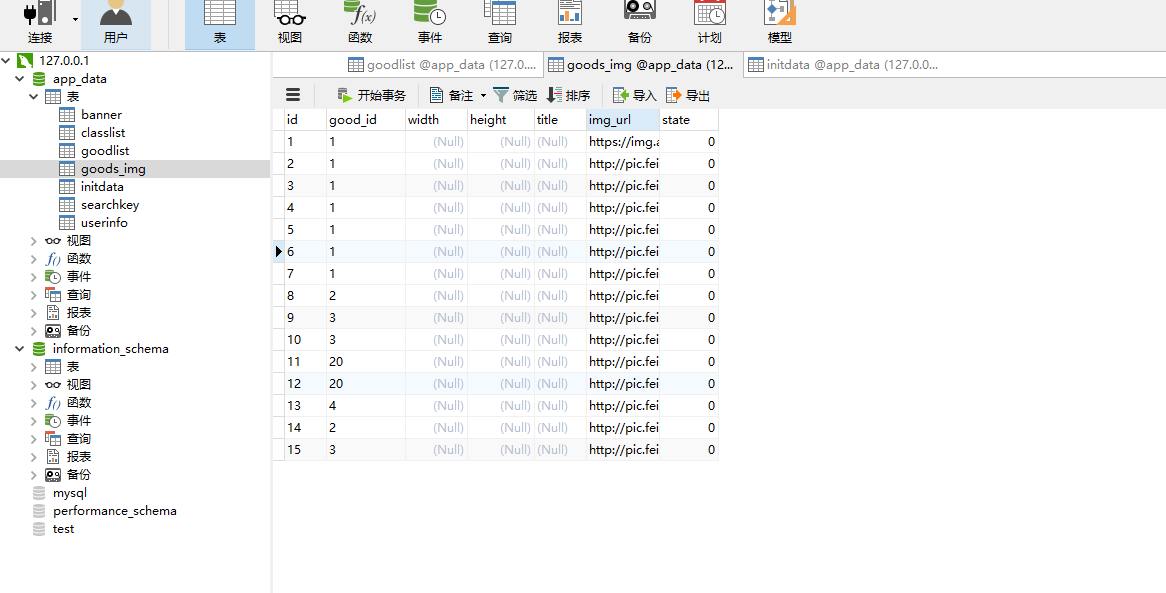 连接 用户 表 视图 函数 事件 查询 报表 备份 计划 模型
127.0.0.1
app_data
表
banner
classlist
goodlist
goods_img
initdata
searchkey
userinfo
视图
函数
事件
查询
报表
备份
information_schema
表
视图
函数
事件
查询
报表
备份
mysql
performance_schema
test
goodlist @app_data (127.0.... goods_img @app_data (12... initdata @app_data (127.0.0...
开始事务 备注 筛选 排序 导入 导出
id good_id width height title img_url state
1 1 (Null) (Null) (Null) https://img.a 0
2 1 (Null) (Null) (Null) http://pic.fei 0
3 1 (Null) (Null) (Null) http://pic.fei 0
4 1 (Null) (Null) (Null) http://pic.fei 0
5 1 (Null) (Null) (Null) http://pic.fei 0
6 1 (Null) (Null) (Null) http://pic.fei 0
7 1 (Null) (Null) (Null) http://pic.fei 0
8 2 (Null) (Null) (Null) http://pic.fei 0
9 3 (Null) (Null) (Null) http://pic.fei 0
10 3 (Null) (Null) (Null) http://pic.fei 0
11 20 (Null) (Null) (Null) http://pic.fei 0
12 20 (Null) (Null) (Null) http://pic.fei 0
13 4 (Null) (Null) (Null) http://pic.fei 0
14 2 (Null) (Null) (Null) http://pic.fei 0
15 3 (Null) (Null) (Null) http://pic.fei 0